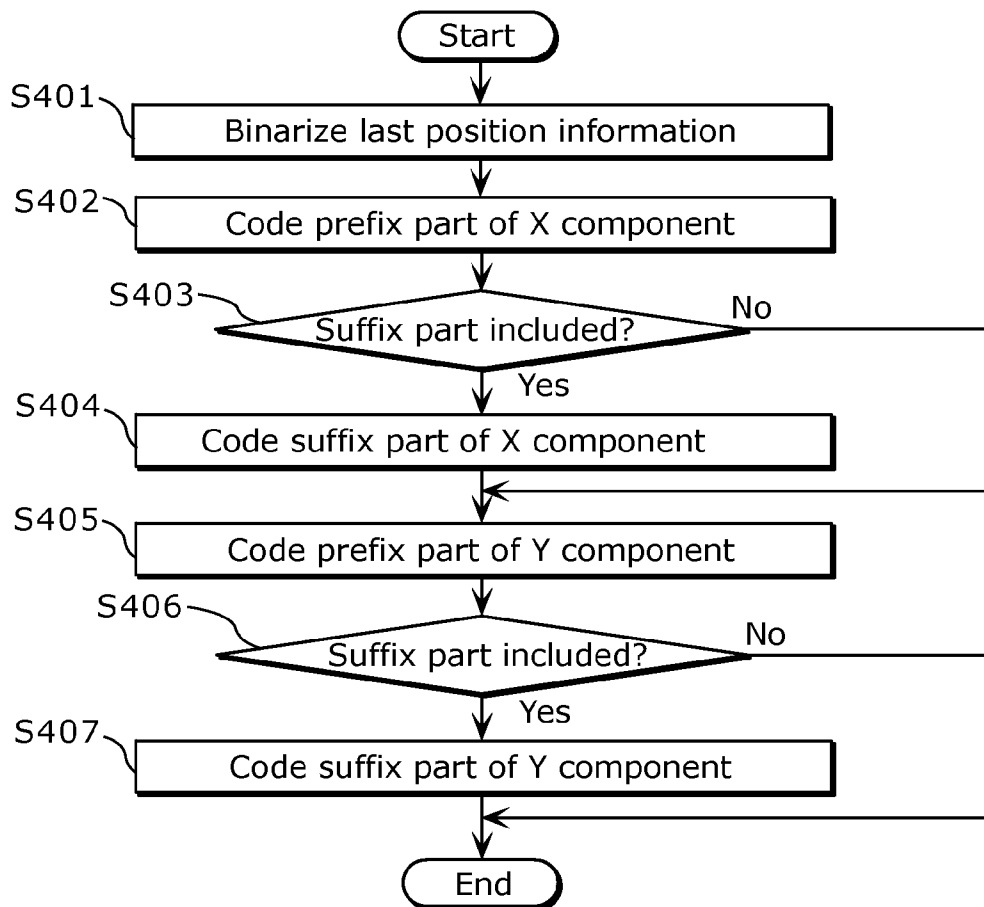 Start
S401
Binarize last position information
S402
Code prefix part of X component
S403
Suffix part included?
No
Yes
S404
Code suffix part of X component
S405
Code prefix part of Y component
S406
Suffix part included?
No
Yes
S407
Code suffix part of Y component
End